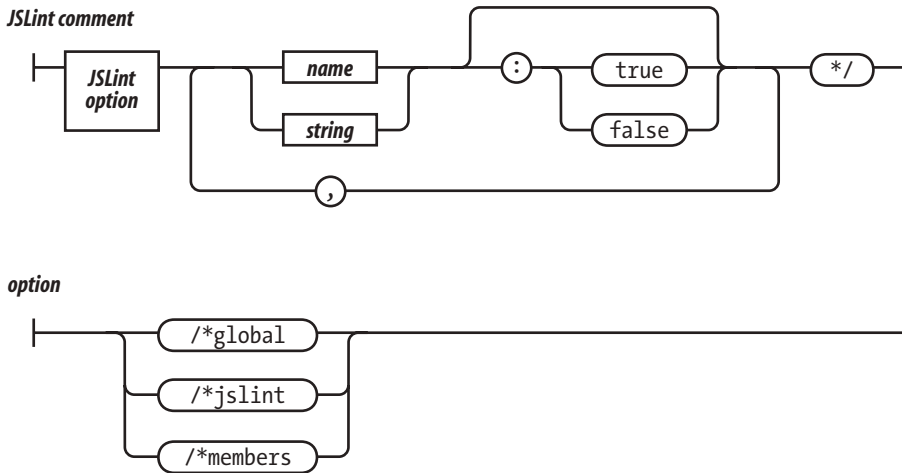 JSLint comment
JSLint
option
name
:
true
*/
string
false
,
option
/*global
/*jslint
/*members